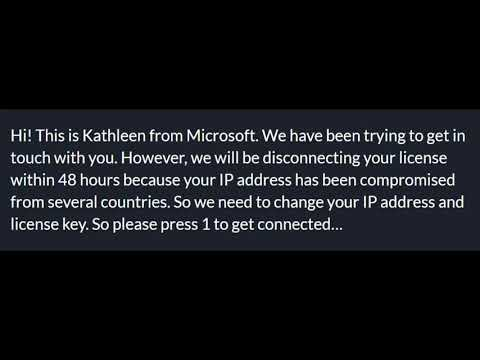 Hi! This is Kathleen from Microsoft. We have been trying to get in
touch with you. However, we will be disconnecting your license
within 48 hours because your IP address has been compromised
from several countries. So we need to change your IP address and
license key. So please press 1 to get connected...